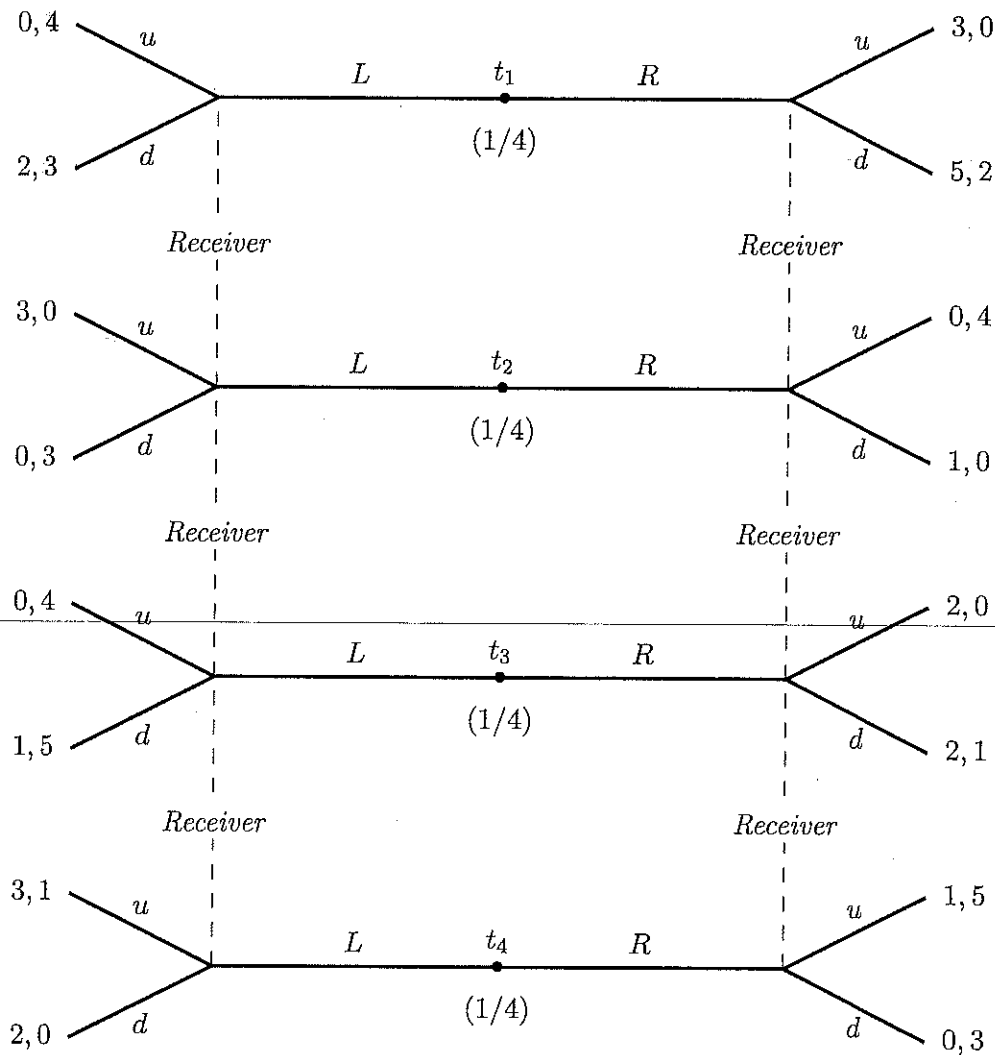 0, 4 u u 3, 0
L t₁ R
2, 3 d (1/4) d 5, 2
Receiver Receiver
3, 0 u u 0, 4
L t₂ R
0, 3 d (1/4) d 1, 0
Receiver Receiver
0, 4 u u 2, 0
L t₃ R
1, 5 d (1/4) d 2, 1
Receiver Receiver
3, 1 u u 1, 5
L t₄ R
2, 0 d (1/4) d 0, 3